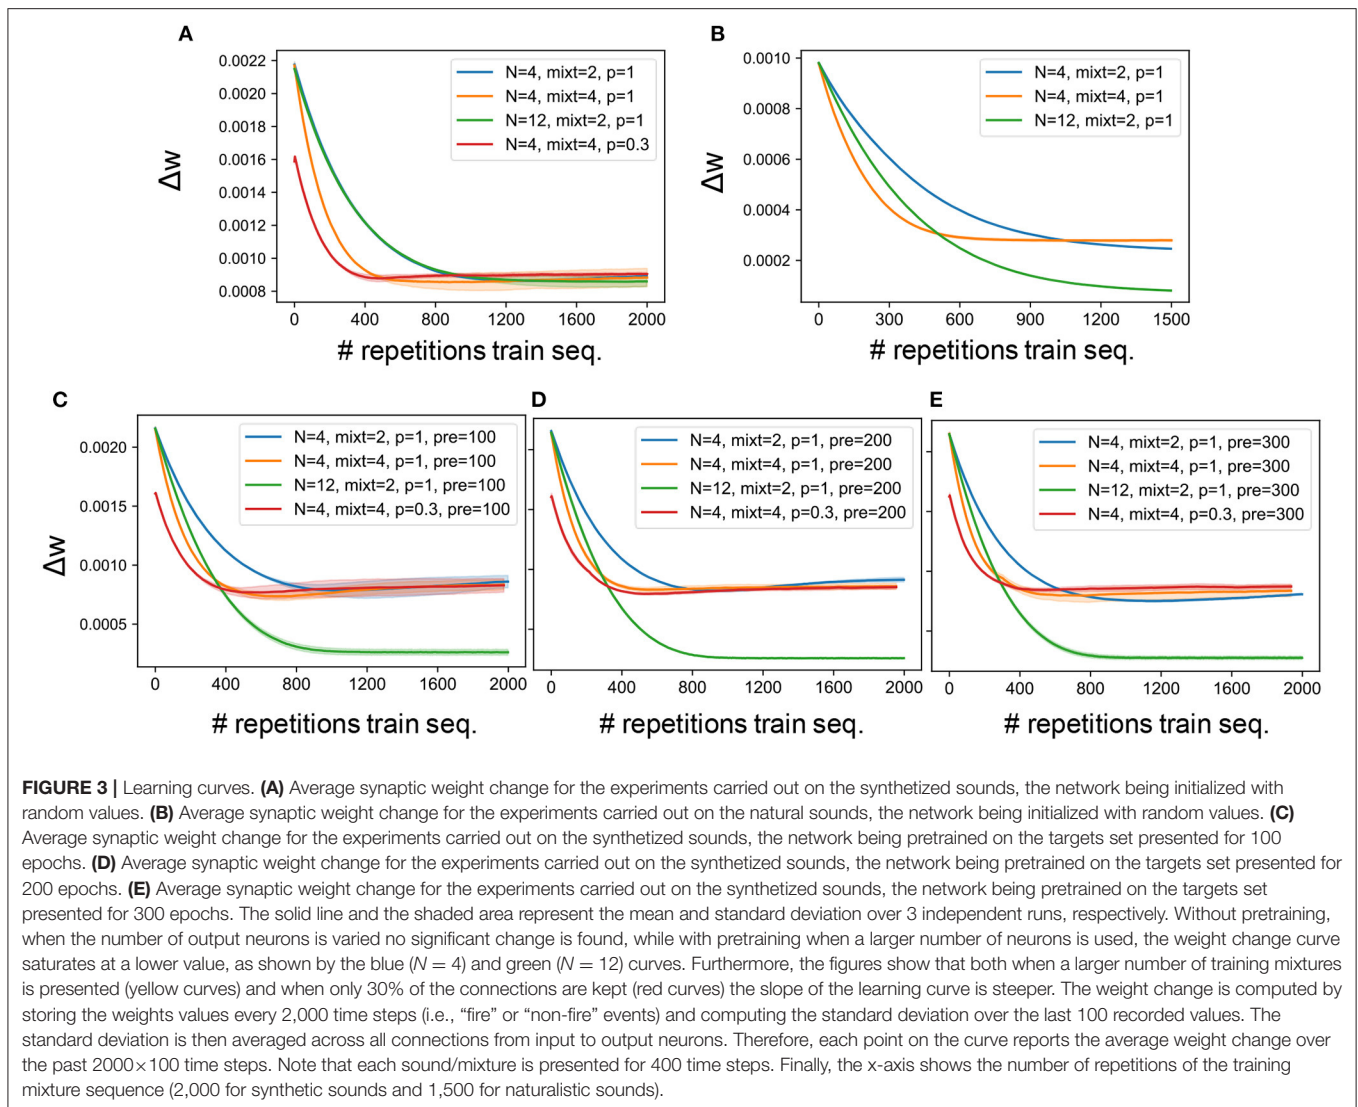 A
0.0022
0.0020
0.0018
0.0016
0.0014
0.0012
0.0010
0.0008
Δw
N=4, mixt=2, p=1
N=4, mixt=4, p=1
N=12, mixt=2, p=1
N=4, mixt=4, p=0.3
0 400 800 1200 1600 2000
# repetitions train seq.
B
0.0010
0.0008
0.0006
0.0004
0.0002
Δw
N=4, mixt=2, p=1
N=4, mixt=4, p=1
N=12, mixt=2, p=1
0 300 600 900 1200 1500
# repetitions train seq.
C
0.0020
0.0015
0.0010
0.0005
Δw
N=4, mixt=2, p=1, pre=100
N=4, mixt=4, p=1, pre=100
N=12, mixt=2, p=1, pre=100
N=4, mixt=4, p=0.3, pre=100
0 400 800 1200 1600 2000
# repetitions train seq.
D
N=4, mixt=2, p=1, pre=200
N=4, mixt=4, p=1, pre=200
N=12, mixt=2, p=1, pre=200
N=4, mixt=4, p=0.3, pre=200
0 400 800 1200 1600 2000
# repetitions train seq.
E
N=4, mixt=2, p=1, pre=300
N=4, mixt=4, p=1, pre=300
N=12, mixt=2, p=1, pre=300
N=4, mixt=4, p=0.3, pre=300
0 400 800 1200 1600 2000
# repetitions train seq.
FIGURE 3 | Learning curves. (A) Average synaptic weight change for the experiments carried out on the synthetized sounds, the network being initialized with
random values. (B) Average synaptic weight change for the experiments carried out on the natural sounds, the network being initialized with random values. (C)
Average synaptic weight change for the experiments carried out on the synthetized sounds, the network being pretrained on the targets set presented for 100
epochs. (D) Average synaptic weight change for the experiments carried out on the synthetized sounds, the network being pretrained on the targets set presented for
200 epochs. (E) Average synaptic weight change for the experiments carried out on the synthetized sounds, the network being pretrained on the targets set
presented for 300 epochs. The solid line and the shaded area represent the mean and standard deviation over 3 independent runs, respectively. Without pretraining,
when the number of output neurons is varied no significant change is found, while with pretraining when a larger number of neurons is used, the weight change curve
saturates at a lower value, as shown by the blue (N = 4) and green (N = 12) curves. Furthermore, the figures show that both when a larger number of training mixtures
is presented (yellow curves) and when only 30% of the connections are kept (red curves) the slope of the learning curve is steeper. The weight change is computed by
storing the weights values every 2,000 time steps (i.e., “fire” or “non-fire” events) and computing the standard deviation over the last 100 recorded values. The
standard deviation is then averaged across all connections from input to output neurons. Therefore, each point on the curve reports the average weight change over
the past 2000×100 time steps. Note that each sound/mixture is presented for 400 time steps. Finally, the x-axis shows the number of repetitions of the training
mixture sequence (2,000 for synthetic sounds and 1,500 for naturalistic sounds).